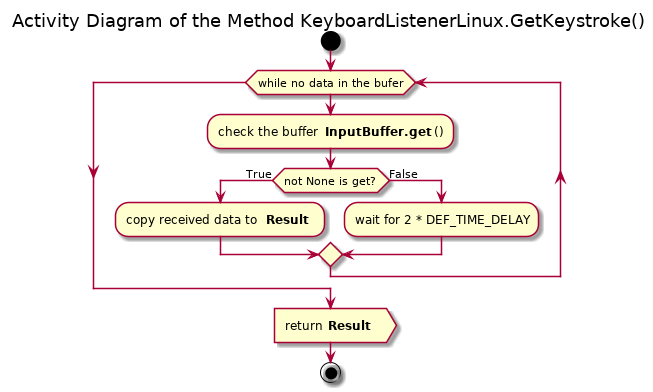 Activity Diagram of the Method KeyboardListenerLinux.GetKeystroke()
while no data in the bufer
check the buffer InputBuffer.get ()
True
not None is get?
False
copy received data to Result
wait for 2 * DEF_TIME_DELAY
return Result